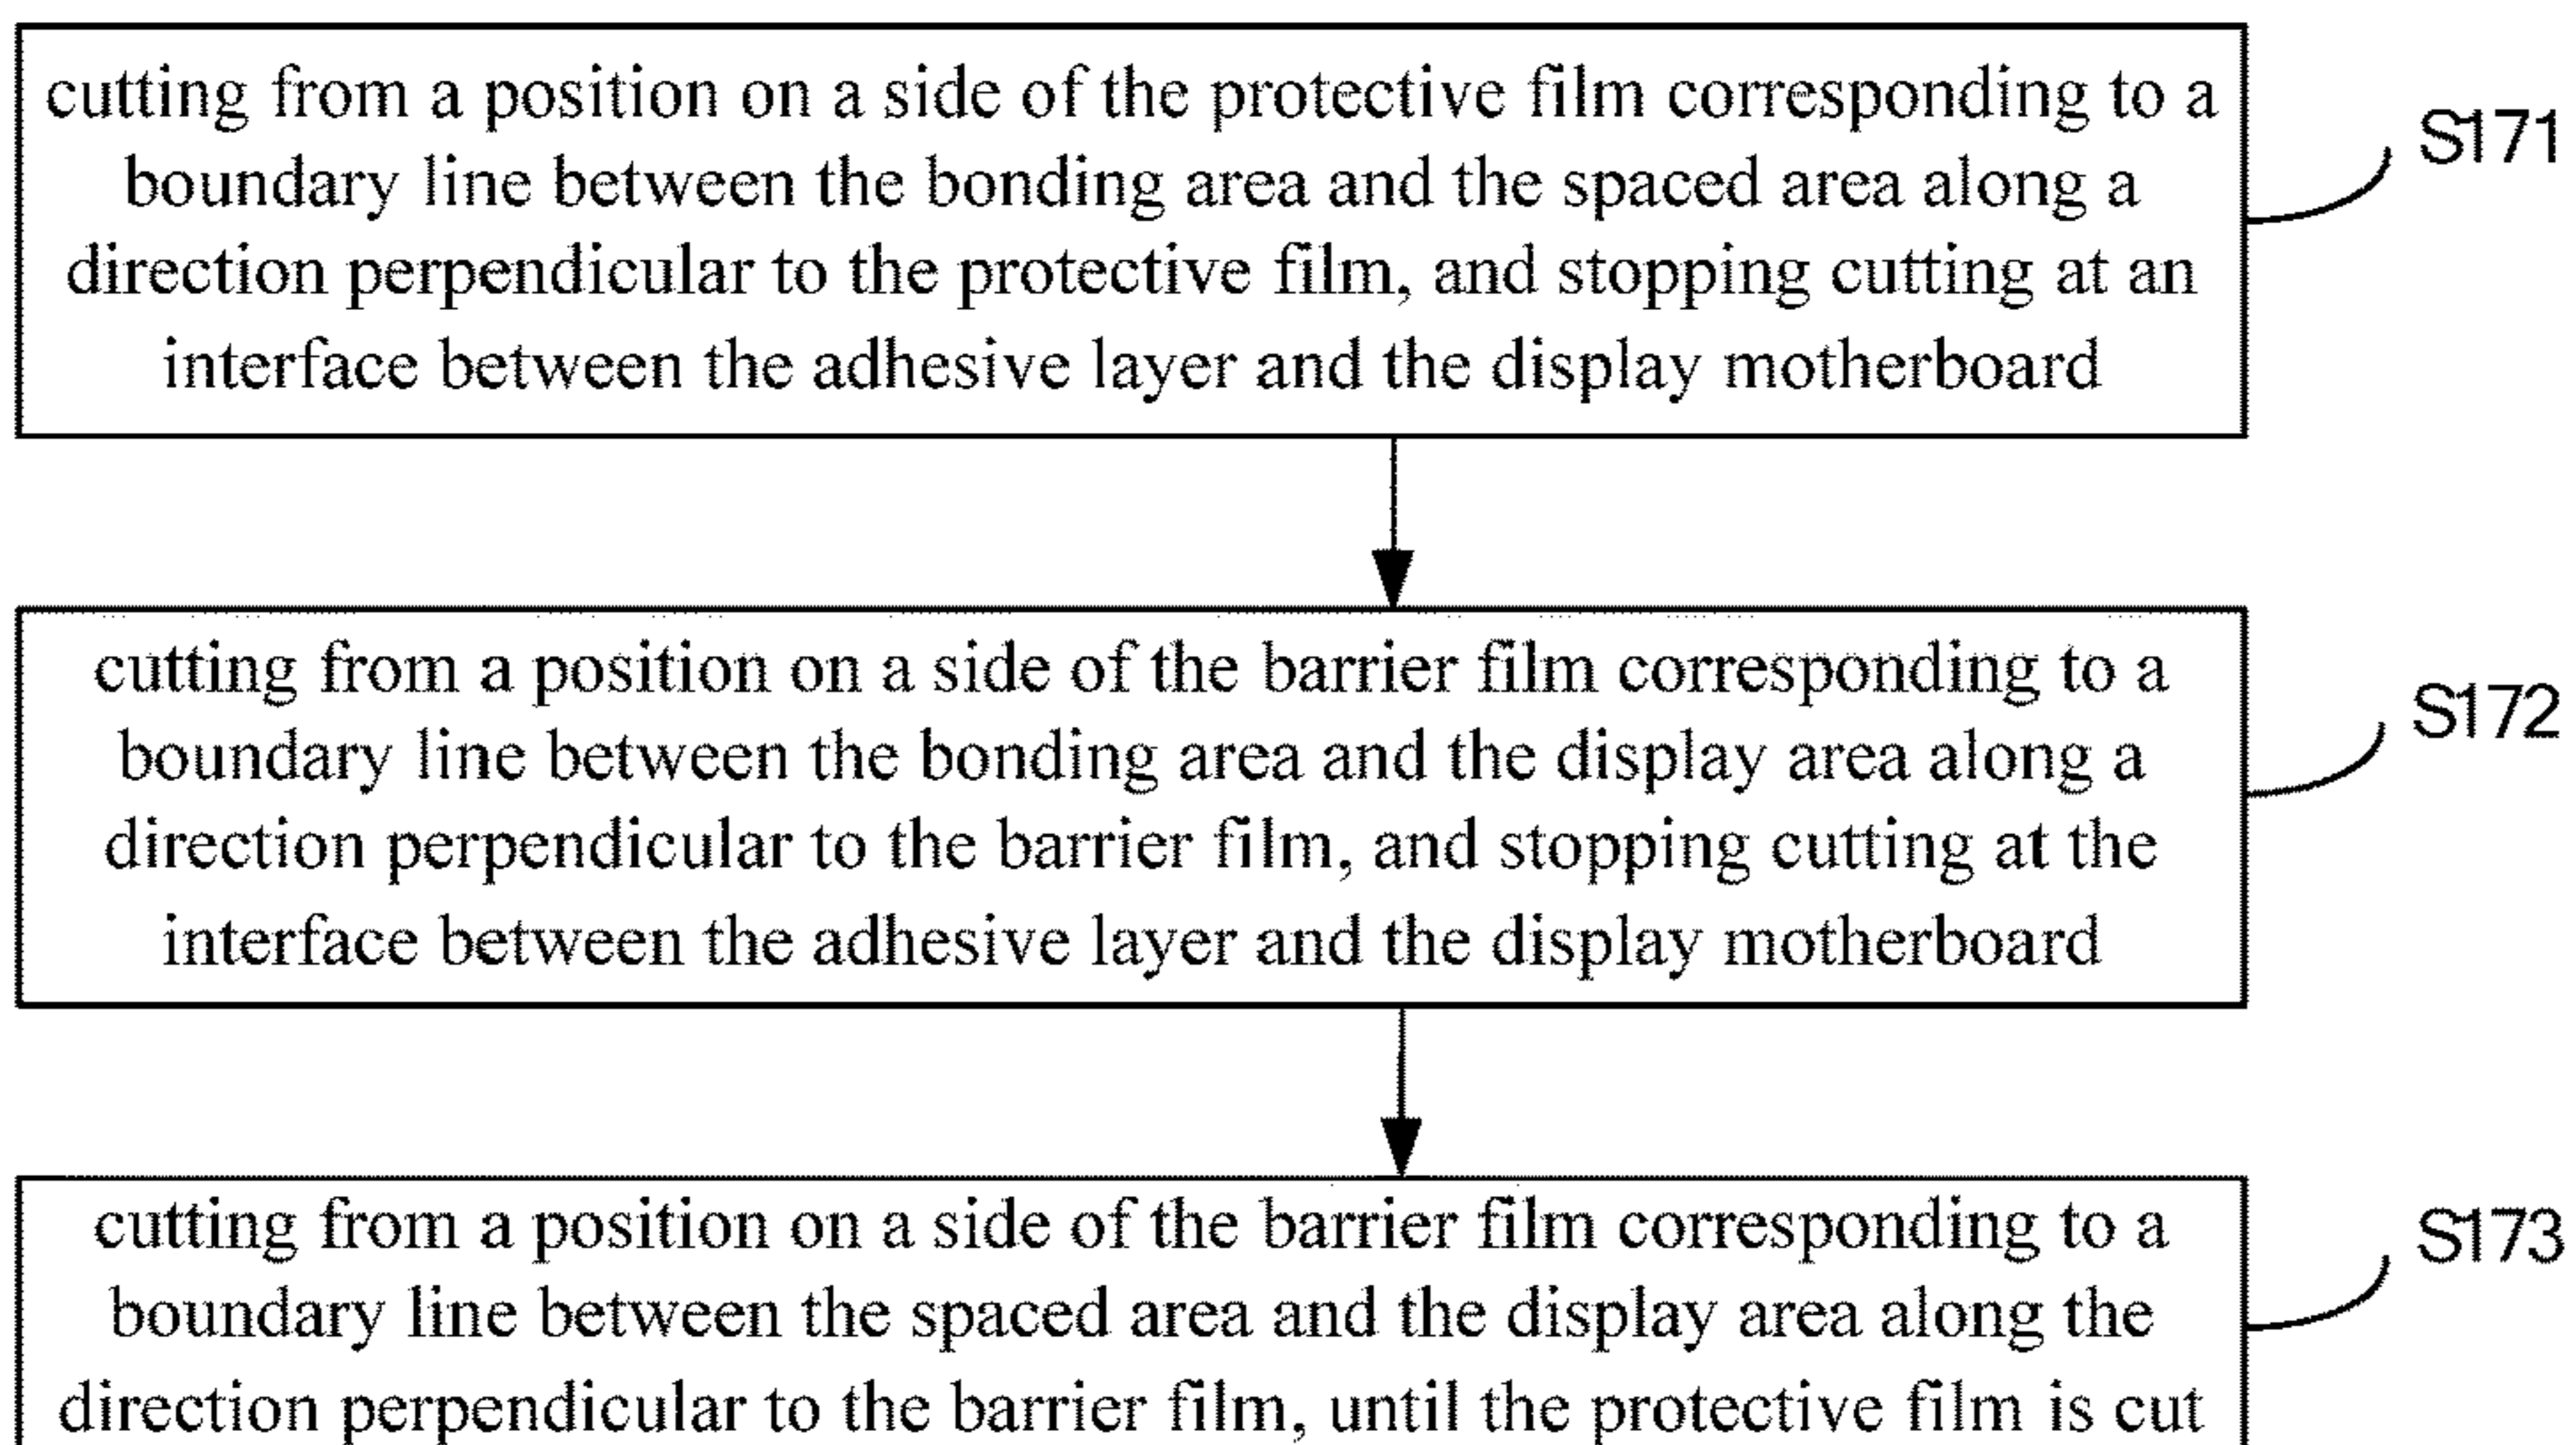 cutting from a position on a side of the protective film corresponding to a
boundary line between the bonding area and the spaced area along a
direction perpendicular to the protective film, and stopping cutting at an
interface between the adhesive layer and the display motherboard
S171
cutting from a position on a side of the barrier film corresponding to a
boundary line between the bonding area and the display area along a
direction perpendicular to the barrier film, and stopping cutting at the
interface between the adhesive layer and the display motherboard
S172
cutting from a position on a side of the barrier film corresponding to a
boundary line between the spaced area and the display area along the
direction perpendicular to the barrier film, until the protective film is cut
S173